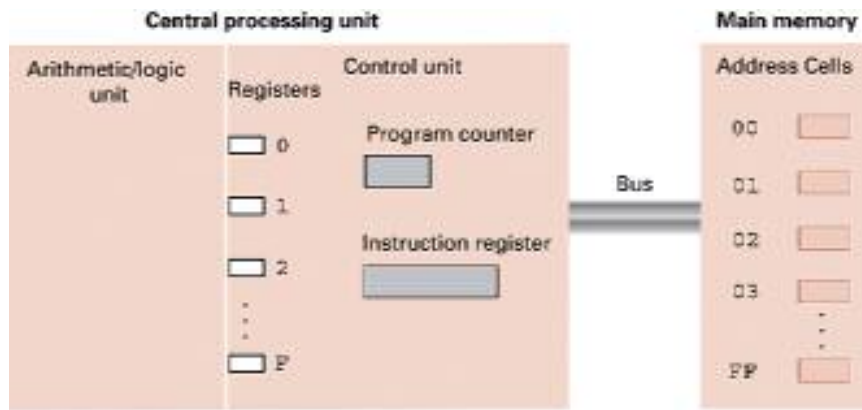 Central processing unit
Main memory
Arithmetic/logic
unit
Registers
Control unit
Address Cells
0
1
2
F
Program counter
Instruction register
Bus
00
01
02
03
FF